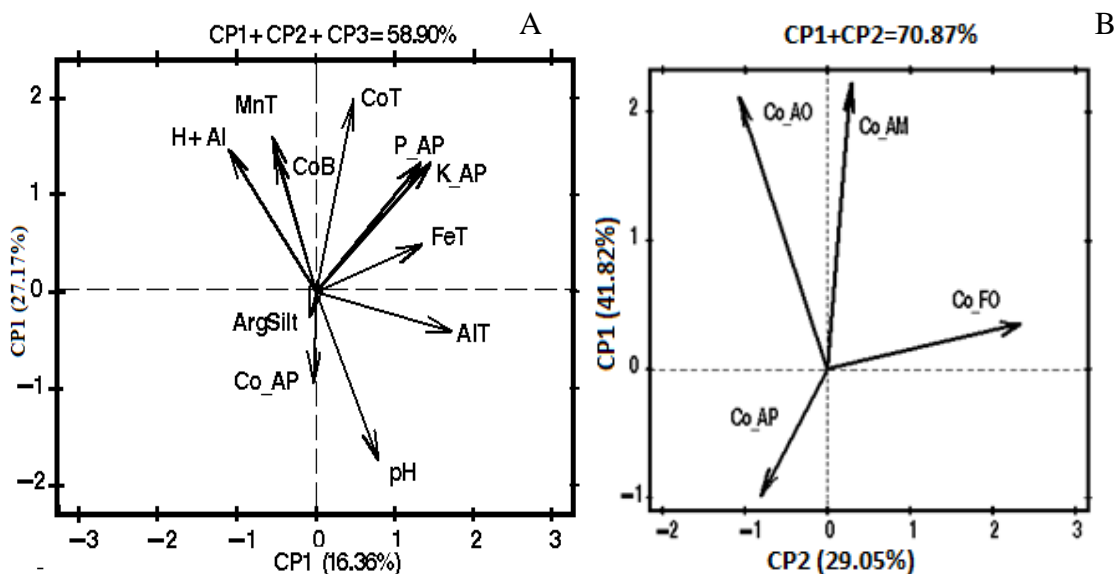 CP1+CP2+CP3=58.90%
A
2
1
0
−1
−2
CP1 (27.17%)
MnT
CoT
H+Al
CoB
P_AP
K_AP
FeT
ArgSilt
AlT
Co_AP
pH
−3
−2
−1
0
1
2
3
CP1 (16.36%)
B
CP1+CP2=70.87%
2
1
0
−1
CP1 (41.82%)
Co_AO
Co_AM
Co_FO
Co_AP
−2
−1
0
1
2
3
CP2 (29.05%)